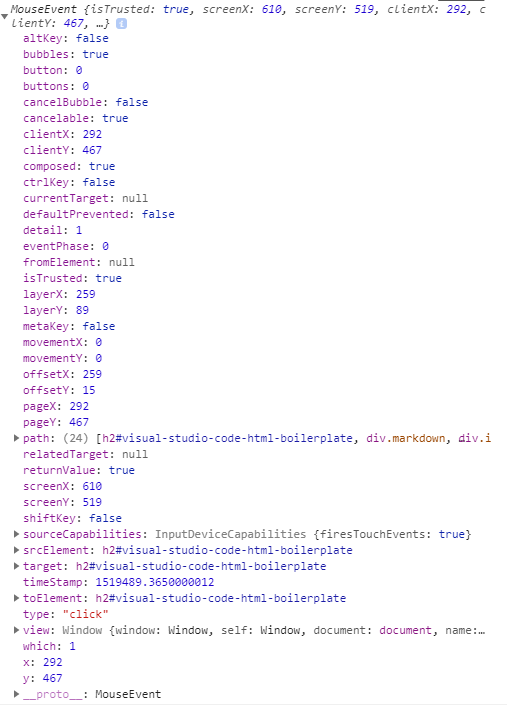 MouseEvent {isTrusted: true, screenX: 610, screenY: 519, clientX: 292, c
lientY: 467, …} i
altKey: false
bubbles: true
button: 0
buttons: 0
cancelBubble: false
cancelable: true
clientX: 292
clientY: 467
composed: true
ctrlKey: false
currentTarget: null
defaultPrevented: false
detail: 1
eventPhase: 0
fromElement: null
isTrusted: true
layerX: 259
layerY: 89
metaKey: false
movementX: 0
movementY: 0
offsetX: 259
offsetY: 15
pageX: 292
pageY: 467
path: (24) [h2#visual-studio-code-html-boilerplate, div.markdown, div.i
relatedTarget: null
returnValue: true
screenX: 610
screenY: 519
shiftKey: false
sourceCapabilities: InputDeviceCapabilities {firesTouchEvents: true}
srcElement: h2#visual-studio-code-html-boilerplate
target: h2#visual-studio-code-html-boilerplate
timeStamp: 1519489.3650000012
toElement: h2#visual-studio-code-html-boilerplate
type: "click"
view: Window {window: Window, self: Window, document: document, name:…
which: 1
x: 292
y: 467
__proto__: MouseEvent